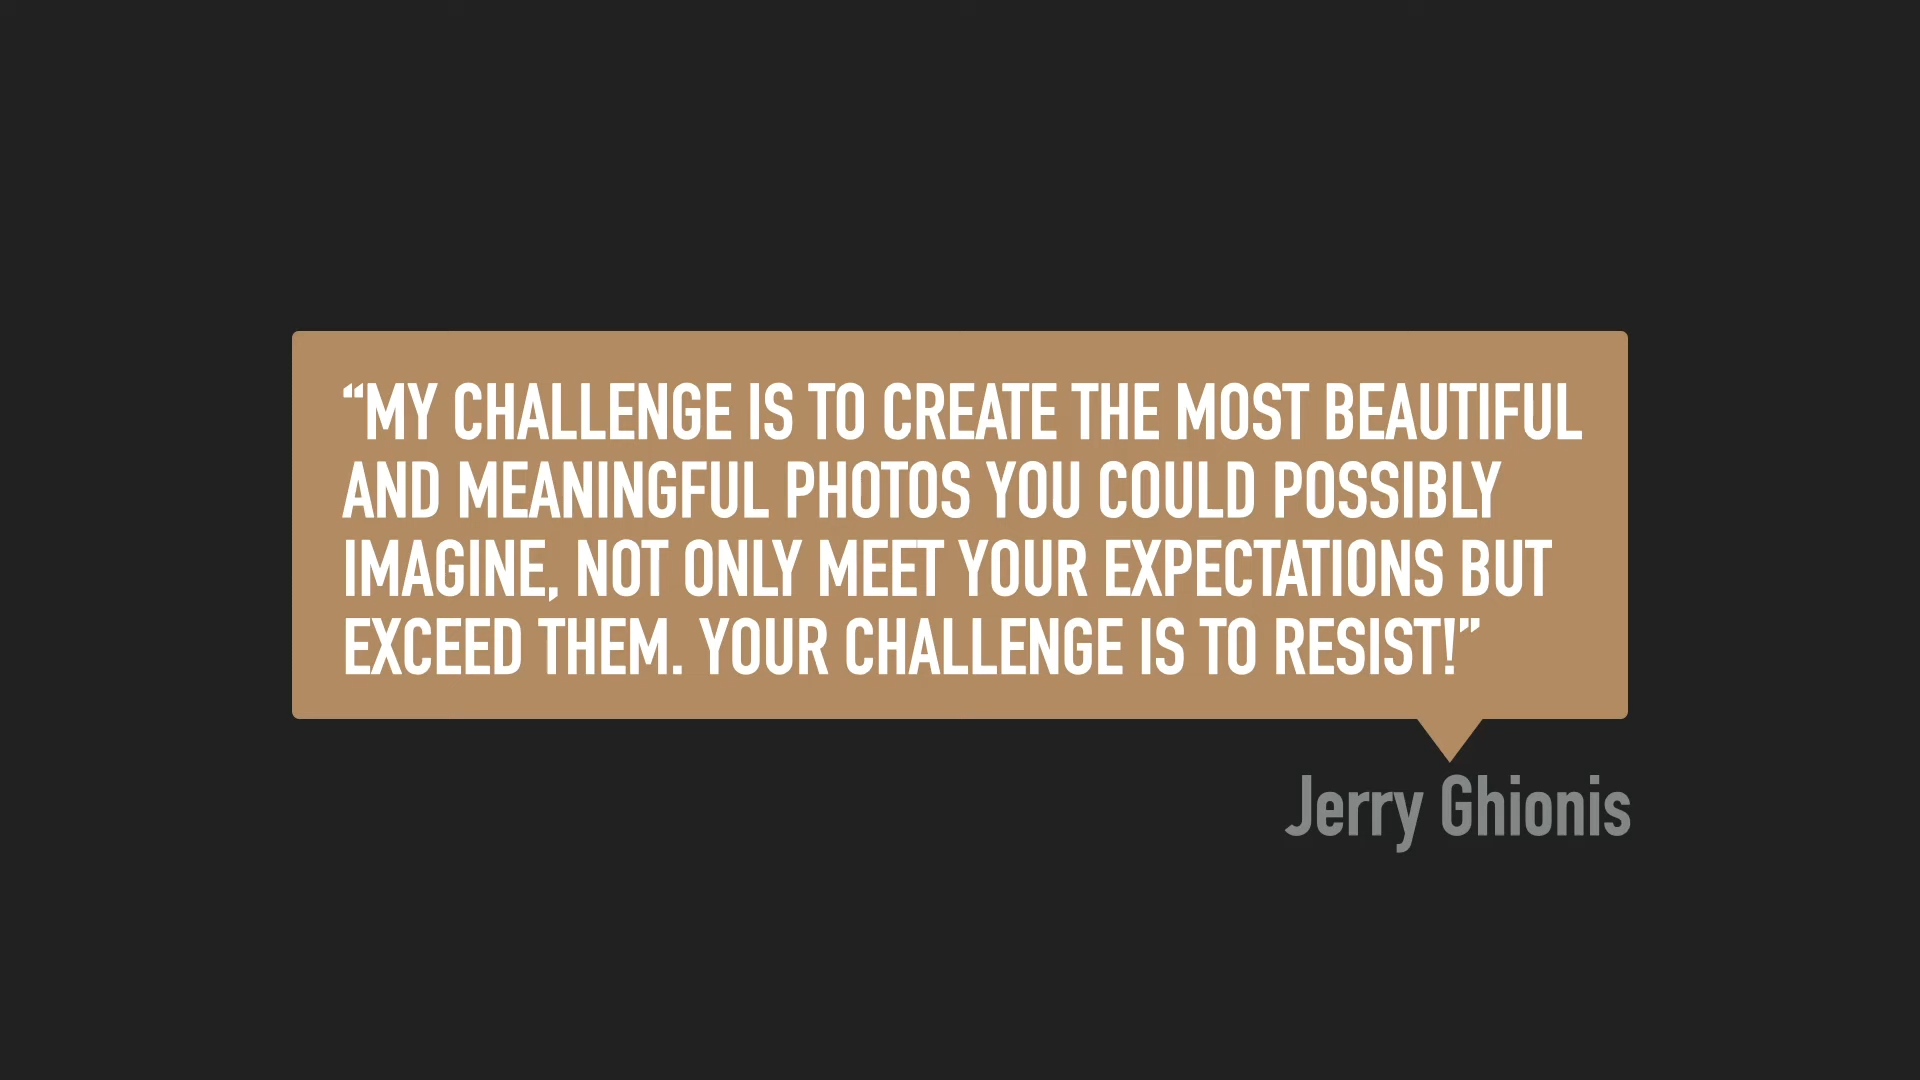 “MY CHALLENGE IS TO CREATE THE MOST BEAUTIFUL
AND MEANINGFUL PHOTOS YOU COULD POSSIBLY
IMAGINE, NOT ONLY MEET YOUR EXPECTATIONS BUT
EXCEED THEM. YOUR CHALLENGE IS TO RESIST!”
Jerry Ghionis